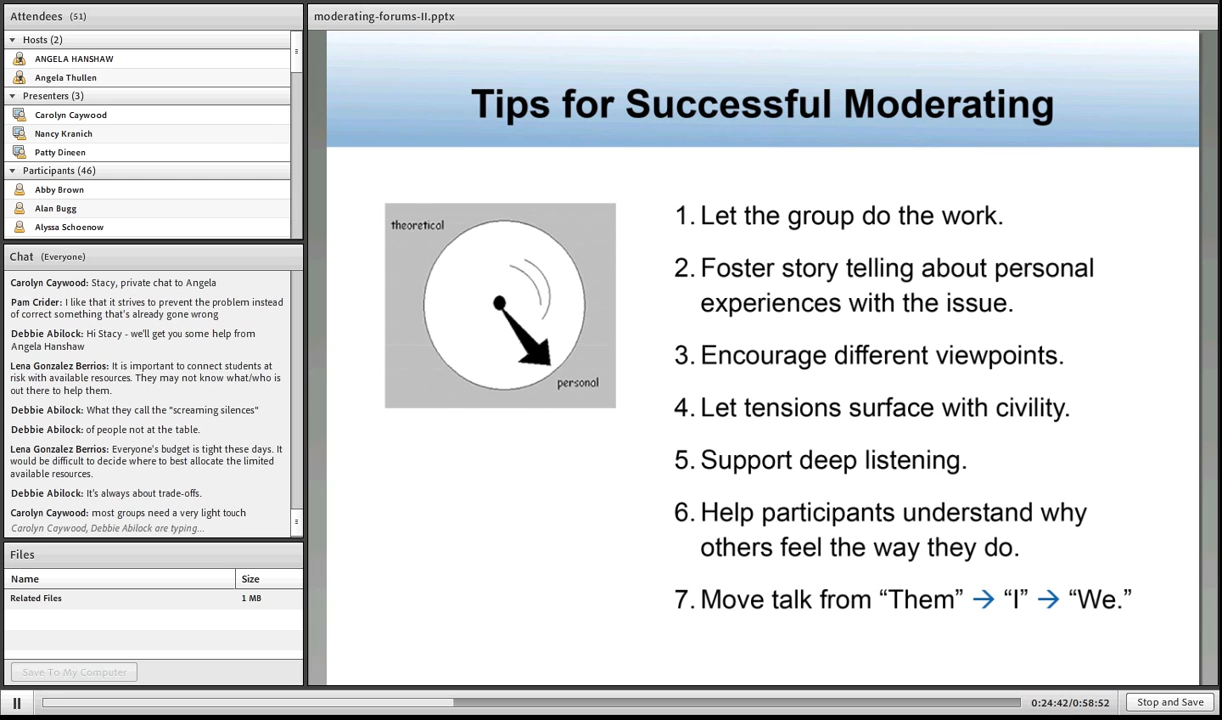 Attendees (51)
Hosts (2)
ANGELA HANSHAW
Angela Thullen
Presenters (3)
Carolyn Caywood
Nancy Kranich
Patty Dineen
Participants (46)
Abby Brown
Alan Bugg
Alyssa Schoenow
Chat (Everyone)
Carolyn Caywood: Stacy, private chat to Angela
Pam Crider: I like that it strives to prevent the problem instead
of correct something that's already gone wrong
Debbie Abilock: Hi Stacy - we'll get you some help from
Angela Hanshaw
Lena Gonzalez Berrios: It is important to connect students at
risk with available resources. They may not know what/who is
out there to help them.
Debbie Abilock: What they call the "screaming silences"
Debbie Abilock: of people not at the table.
Lena Gonzalez Berrios: Everyone's budget is tight these days. It
would be difficult to decide where to best allocate the limited
available resources.
Debbie Abilock: It's always about trade-offs.
Carolyn Caywood: most groups need a very light touch
Carolyn Caywood, Debbie Abilock are typing...
Files
Name Size
Related Files 1 MB
Save To My Computer
moderating-forums-II.pptx
Tips for Successful Moderating
theoretical
personal
1. Let the group do the work.
2. Foster story telling about personal
experiences with the issue.
3. Encourage different viewpoints.
4. Let tensions surface with civility.
5. Support deep listening.
6. Help participants understand why
others feel the way they do.
7. Move talk from “Them” → “I” → “We.”
0:24:42/0:58:52
Stop and Save